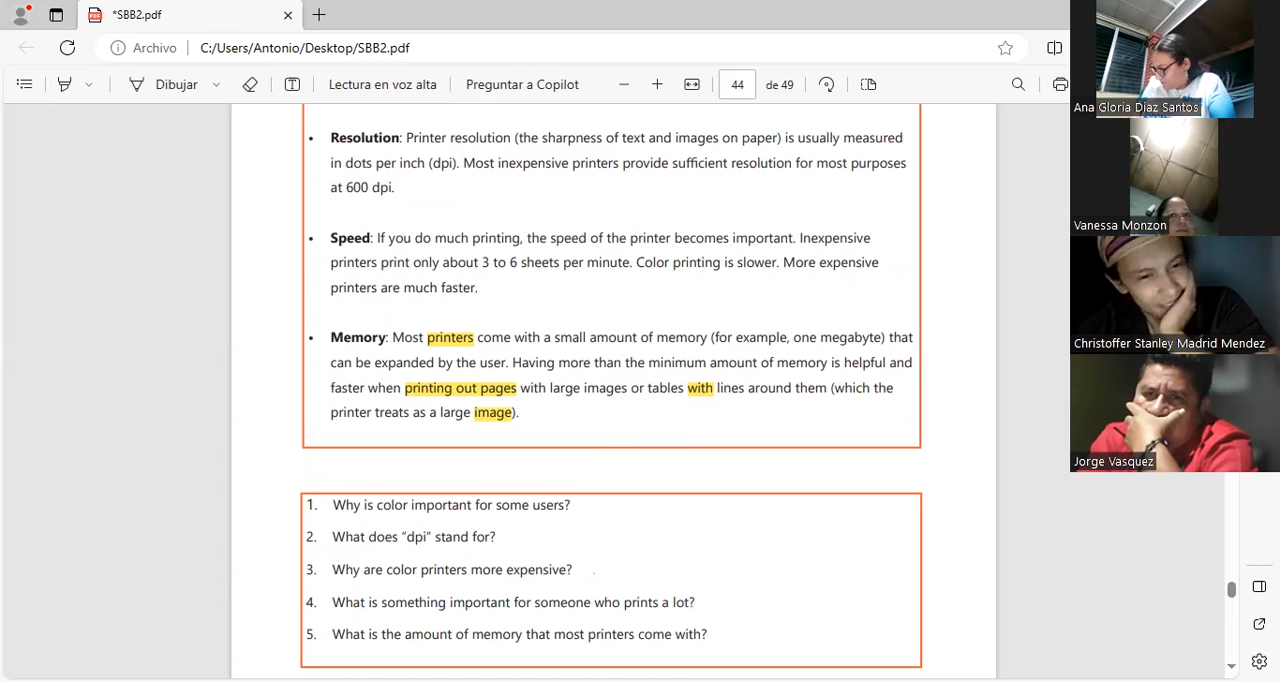 *SBB2.pdf
Archivo C:/Users/Antonio/Desktop/SBB2.pdf
Dibujar Lectura en voz alta Preguntar a Copilot 44 de 49
• Resolution: Printer resolution (the sharpness of text and images on paper) is usually measured
in dots per inch (dpi). Most inexpensive printers provide sufficient resolution for most purposes
at 600 dpi.
• Speed: If you do much printing, the speed of the printer becomes important. Inexpensive
printers print only about 3 to 6 sheets per minute. Color printing is slower. More expensive
printers are much faster.
• Memory: Most printers come with a small amount of memory (for example, one megabyte) that
can be expanded by the user. Having more than the minimum amount of memory is helpful and
faster when printing out pages with large images or tables with lines around them (which the
printer treats as a large image).
1. Why is color important for some users?
2. What does "dpi" stand for?
3. Why are color printers more expensive?
4. What is something important for someone who prints a lot?
5. What is the amount of memory that most printers come with?
Ana Gloria Diaz Santos
Vanessa Monzon
Christoffer Stanley Madrid Mendez
Jorge Vasquez